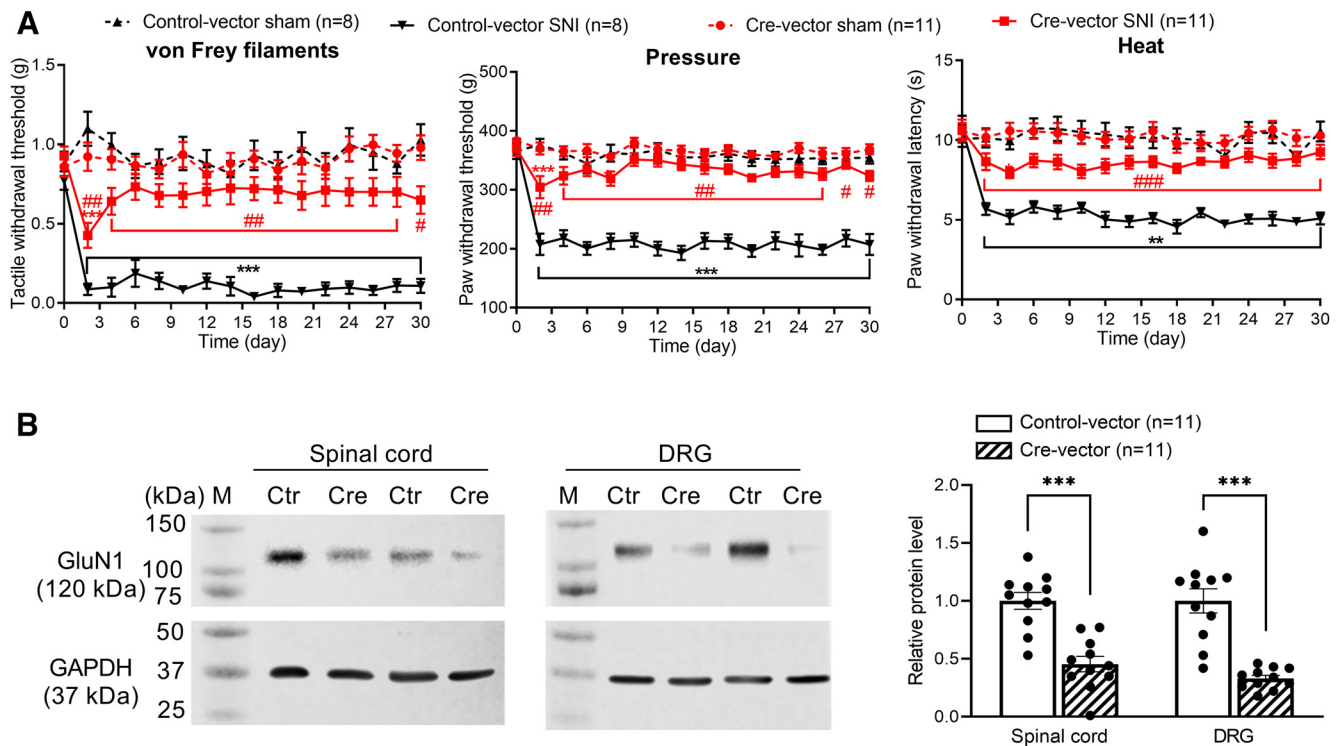 A
Control-vector sham (n=8)
Control-vector SNI (n=8)
Cre-vector sham (n=11)
Cre-vector SNI (n=11)
von Frey filaments
Tactile withdrawal threshold (g)
1.5
1.0
0.5
0.0
##
***
##
#
***
0 3 6 9 12 15 18 21 24 27 30
Time (day)
Pressure
Paw withdrawal threshold (g)
500
400
300
200
100
***
##
##
# #
***
0 3 6 9 12 15 18 21 24 27 30
Time (day)
Heat
Paw withdrawal latency (s)
15
10
5
0
###
**
0 3 6 9 12 15 18 21 24 27 30
Time (day)
B
Spinal cord
(kDa) M Ctr Cre Ctr Cre
150
100
75
GluN1
(120 kDa)
50
37
25
GAPDH
(37 kDa)
DRG
M Ctr Cre Ctr Cre
Control-vector (n=11)
Cre-vector (n=11)
Relative protein level
2.0
1.5
1.0
0.5
0.0
*** ***
Spinal cord DRG